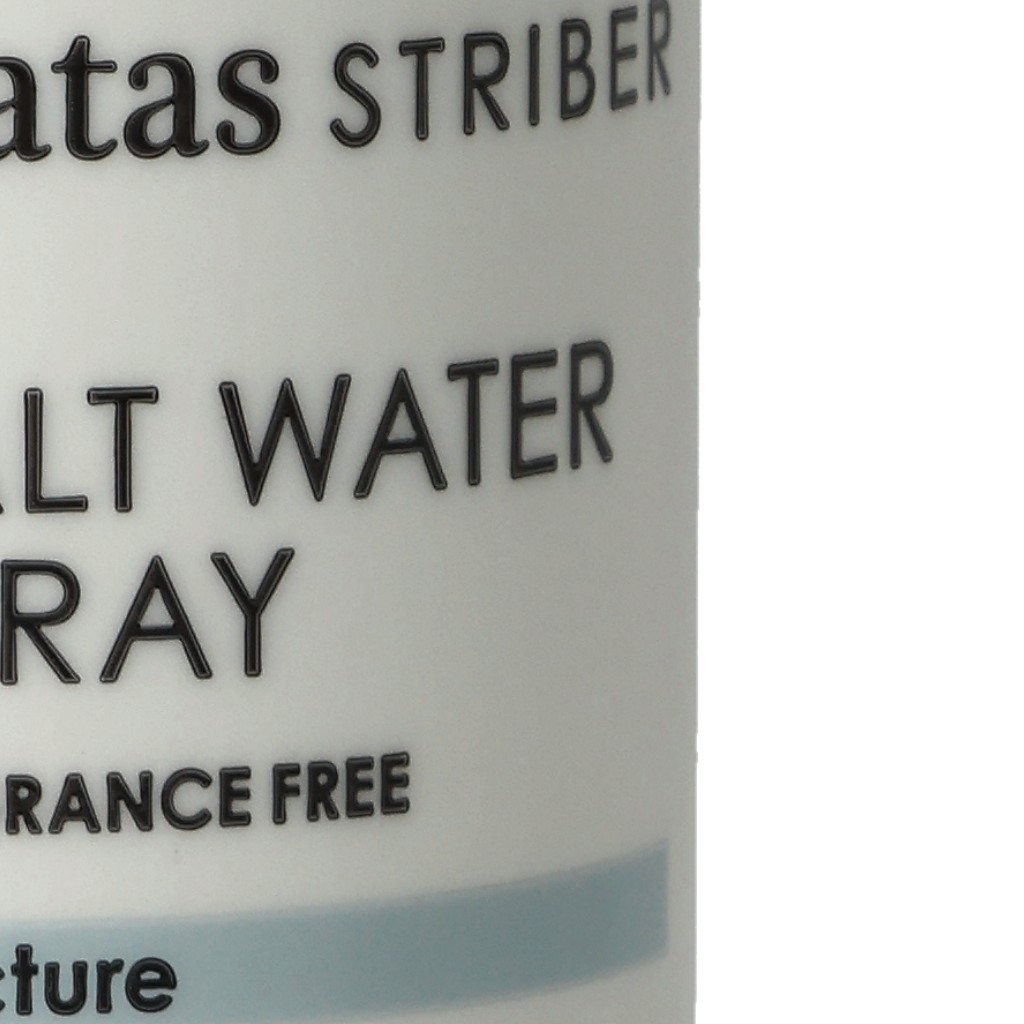 atas STRIBER
ALT WATER
RAY
RANCE FREE
cture